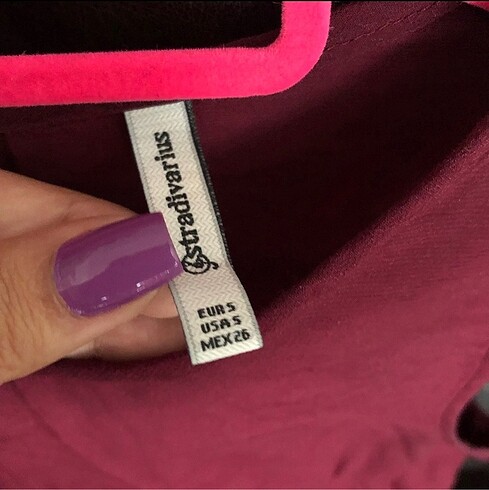 stradivarius
EUR S
USA S
MEX 26